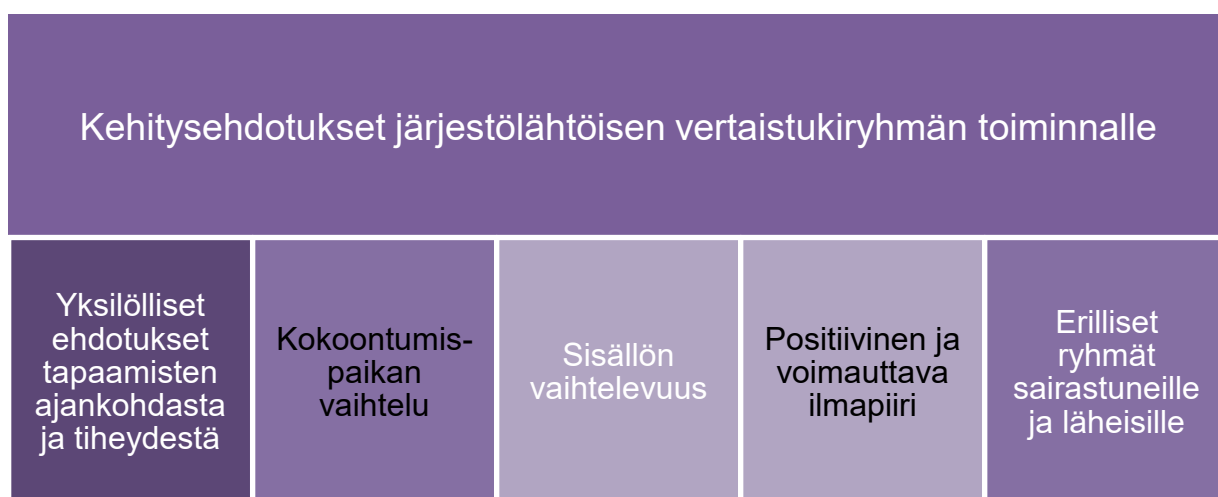 Kehitysehdotukset järjestölähtöisen vertaistukiryhmän toiminnalle
Yksilölliset
ehdotukset
tapaamisten
ajankohdasta
ja tiheydestä
Kokoontumis-
paikan
vaihtelu
Sisällön
vaihtelevuus
Positiivinen ja
voimauttava
ilmapiiri
Erilliset
ryhmät
sairastuneille
ja läheisille